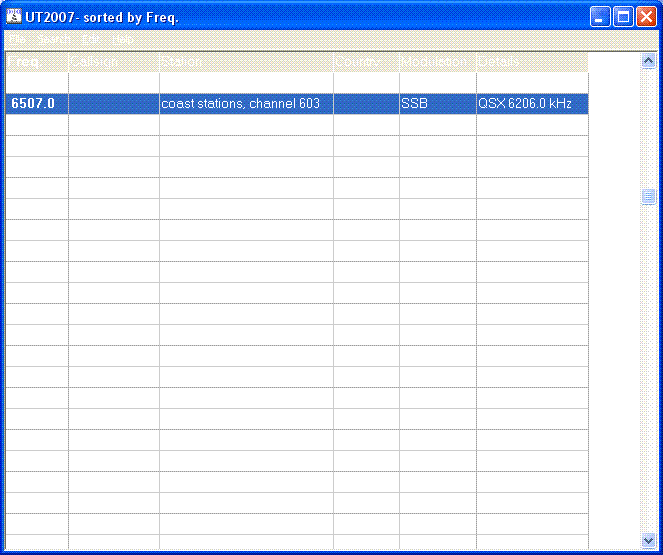 UT2007- sorted by Freq.
File Search Edit Help
Freq. Callsign Station Country Modulation Details
6507.0 coast stations, channel 603 SSB QSX 6206.0 kHz